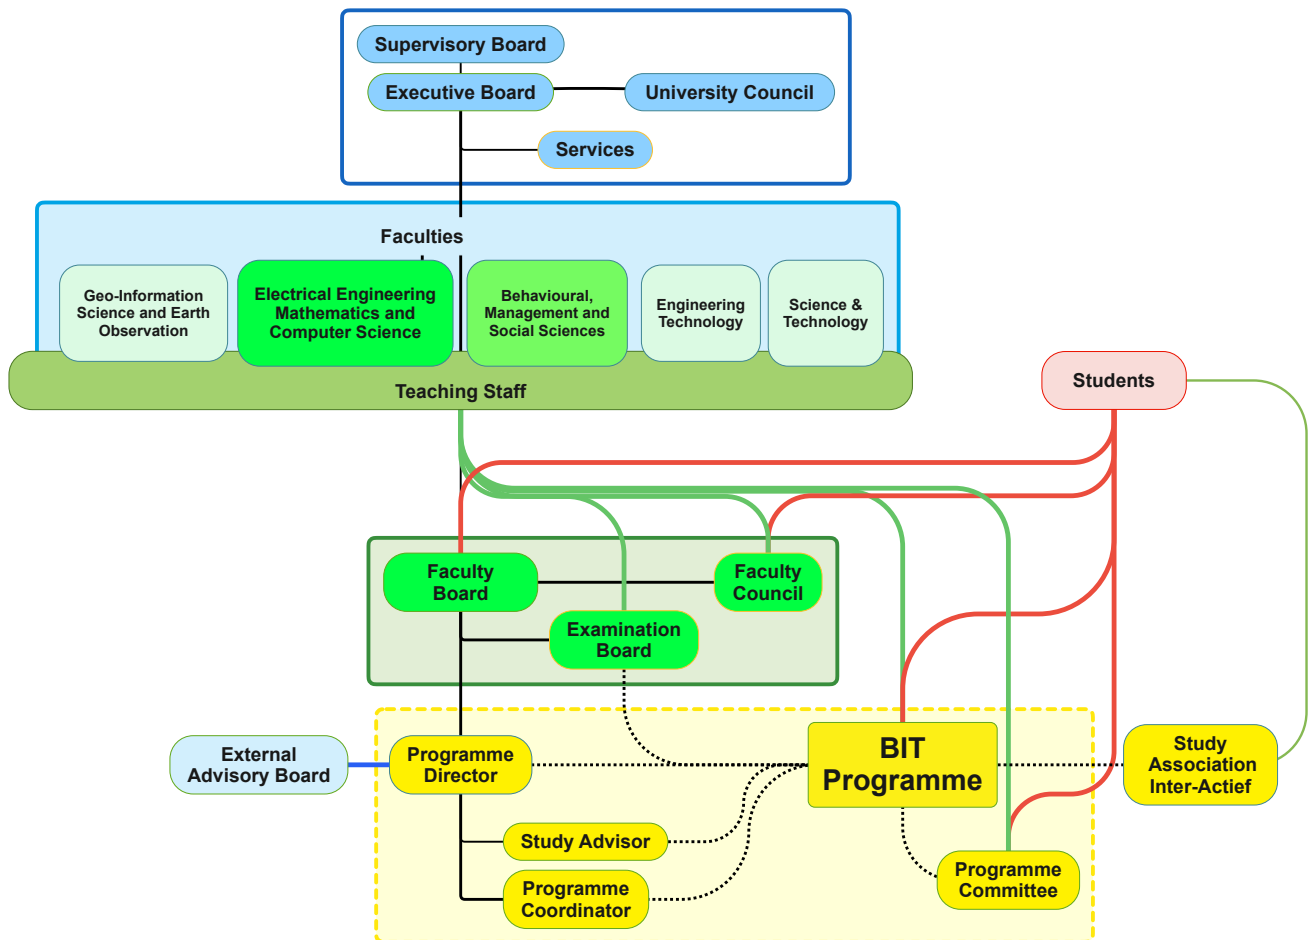 Supervisory Board
Executive Board
University Council
Services
Faculties
Geo-Information
Science and Earth
Observation
Electrical Engineering
Mathematics and
Computer Science
Behavioural,
Management and
Social Sciences
Engineering
Technology
Science &
Technology
Teaching Staff
Students
Faculty
Board
Faculty
Council
Examination
Board
External
Advisory Board
Programme
Director
BIT
Programme
Study
Association
Inter-Actief
Study Advisor
Programme
Coordinator
Programme
Committee